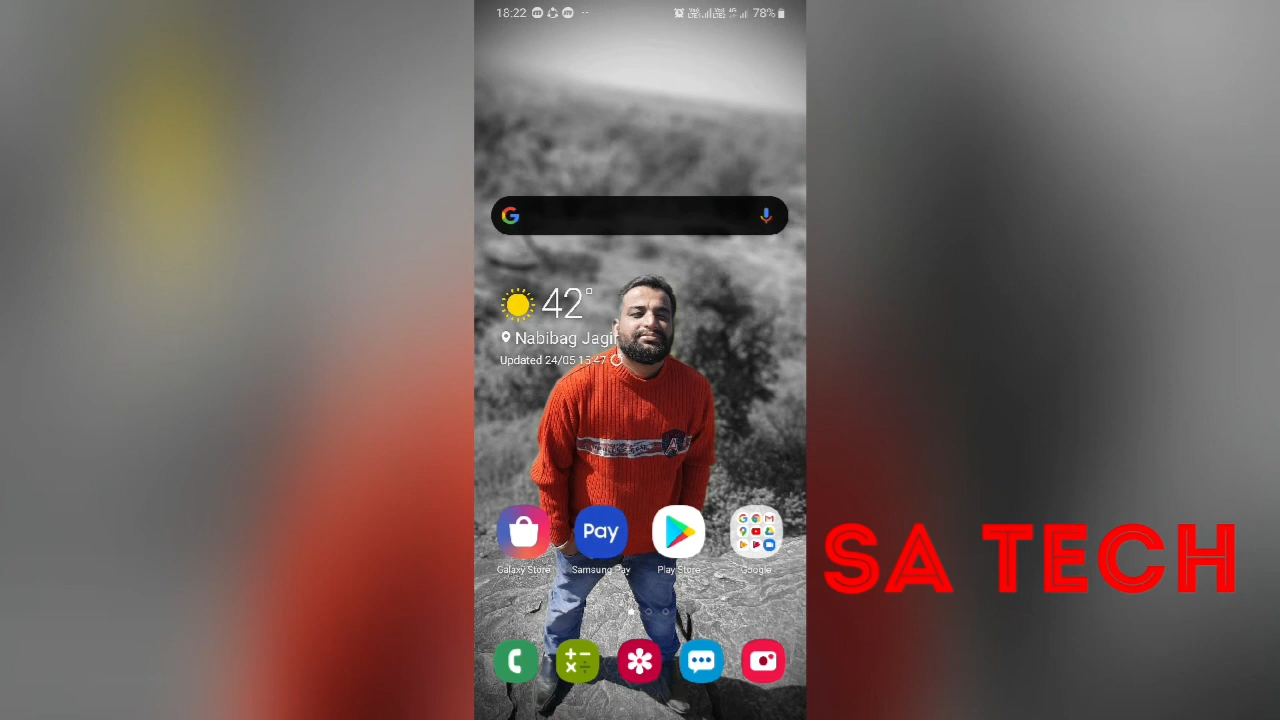 18:22
78%
42°
Nabibag Jagir
Updated 24/05 15:47
A
Pay
Galaxy Store
Samsung Pay
Play Store
Google
SA TECH